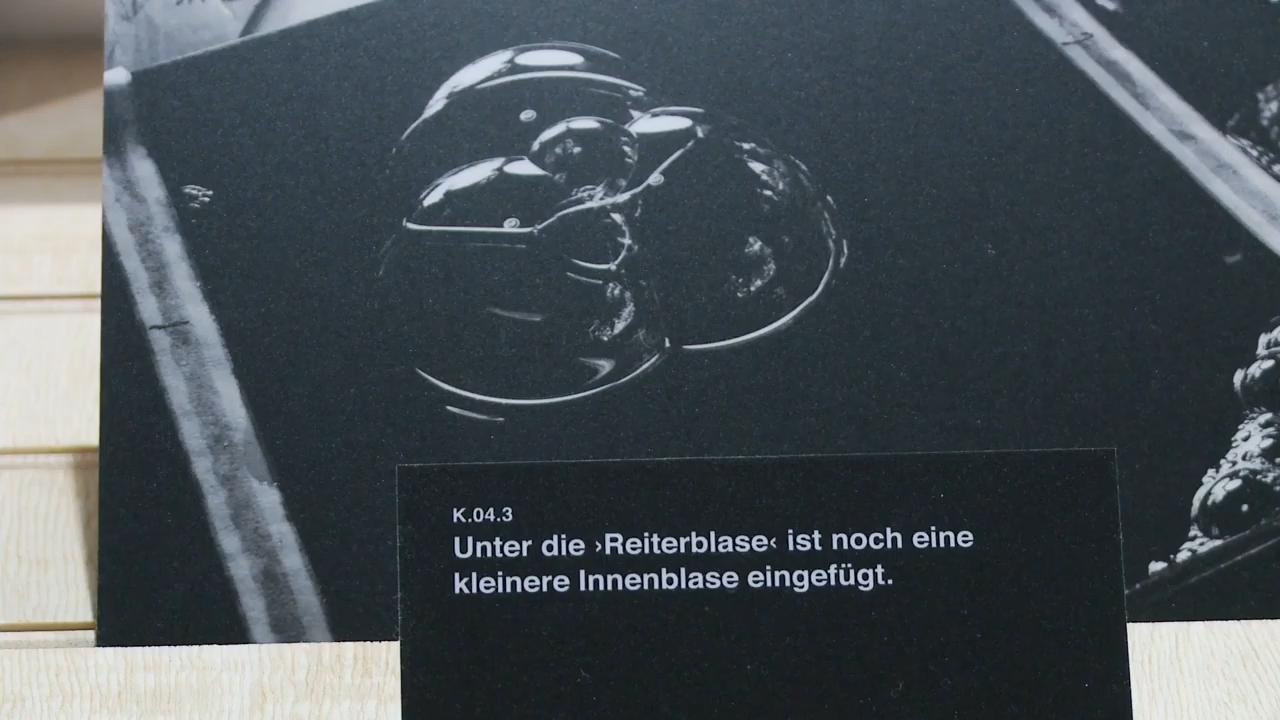 K.04.3
Unter die ›Reiterblase‹ ist noch eine
kleinere Innenblase eingefügt.